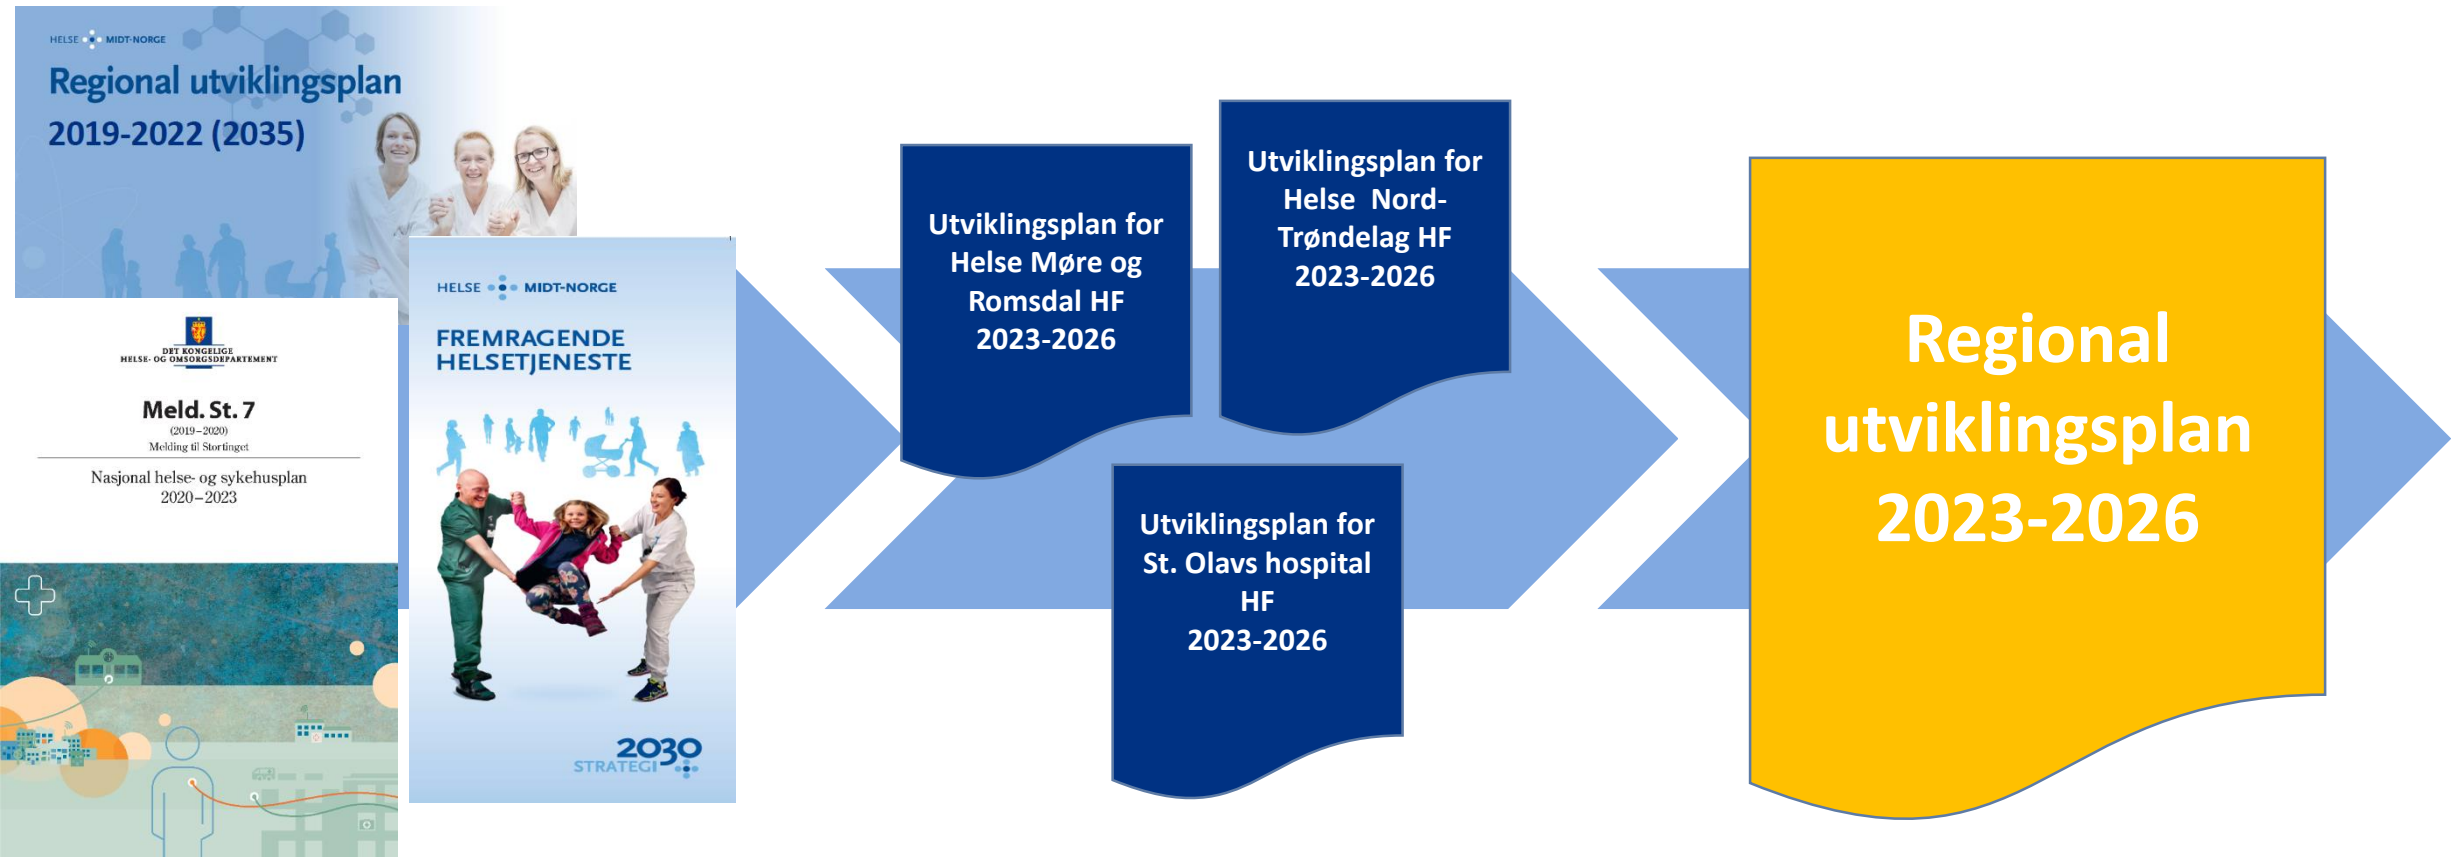 HELSE MIDT-NORGE
Regional utviklingsplan
2019-2022 (2035)
DET KONGELIGE
HELSE- OG OMSORGSDEPARTEMENT
Meld. St. 7
(2019–2020)
Melding til Stortinget
Nasjonal helse- og sykehusplan
2020–2023
HELSE MIDT-NORGE
FREMRAGENDE
HELSETJENESTE
2030
STRATEGI
Utviklingsplan for
Helse Møre og
Romsdal HF
2023-2026
Utviklingsplan for
Helse Nord-
Trøndelag HF
2023-2026
Utviklingsplan for
St. Olavs hospital
HF
2023-2026
Regional
utviklingsplan
2023-2026